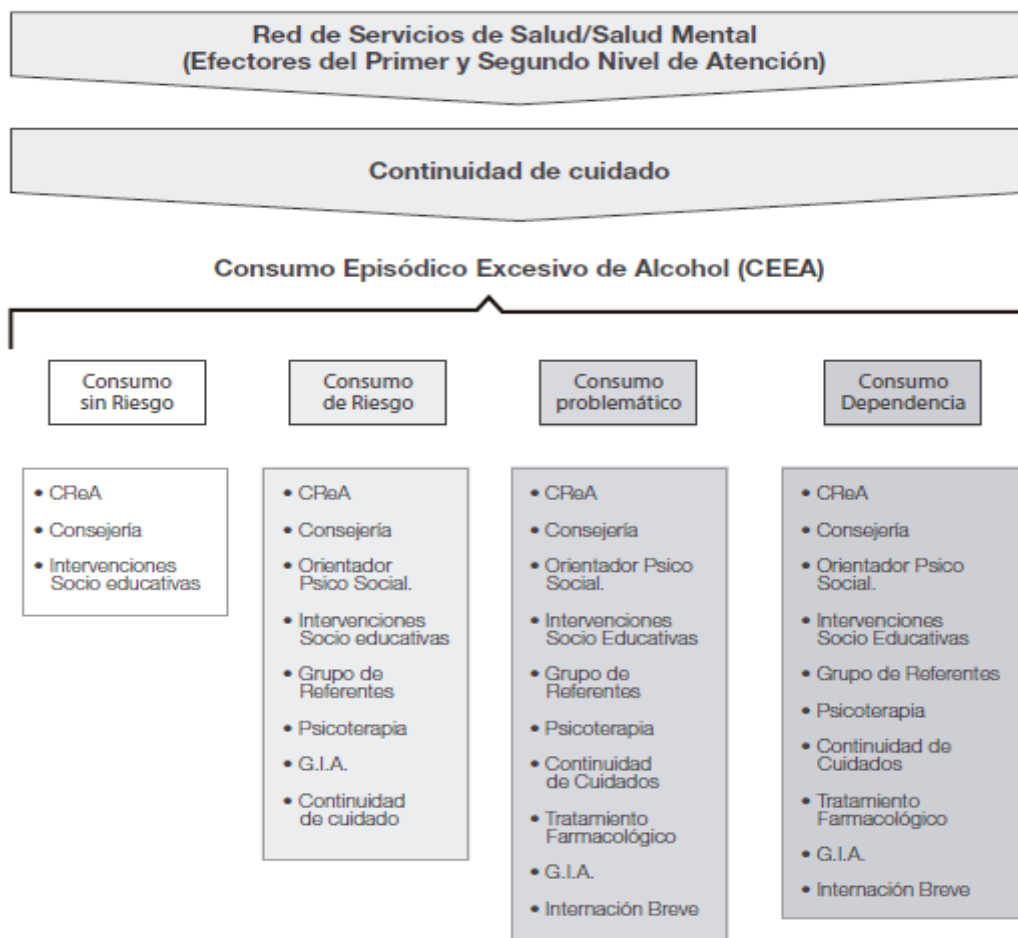 Red de Servicios de Salud/Salud Mental
(Efectores del Primer y Segundo Nivel de Atención)
Continuidad de cuidado
Consumo Episódico Excesivo de Alcohol (CEEA)
Consumo
sin Riesgo
• CReA
• Consejería
• Intervenciones
Socio educativas
Consumo
de Riesgo
• CReA
• Consejería
• Orientador
Psico Social.
• Intervenciones
Socio educativas
• Grupo de
Referentes
• Psicoterapia
• G.I.A.
• Continuidad
de cuidado
Consumo
problemático
• CReA
• Consejería
• Orientador Psico
Social.
• Intervenciones
Socio Educativas
• Grupo de
Referentes
• Psicoterapia
• Continuidad
de Cuidados
• Tratamiento
Farmacológico
• G.I.A.
• Internación Breve
Consumo
Dependencia
• CReA
• Consejería
• Orientador Psico
Social.
• Intervenciones
Socio Educativas
• Grupo de Referentes
• Psicoterapia
• Continuidad de
Cuidados
• Tratamiento
Farmacológico
• G.I.A.
• Internación Breve